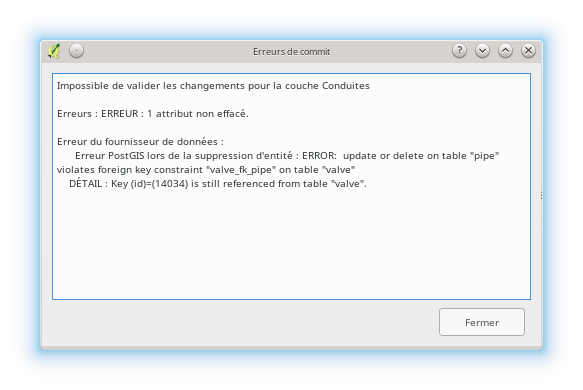 Erreurs de commit
Impossible de valider les changements pour la couche Conduites
Erreurs : ERREUR : 1 attribut non effacé.
Erreur du fournisseur de données :
Erreur PostGIS lors de la suppression d'entité : ERROR:  update or delete on table "pipe"
violates foreign key constraint "valve_fk_pipe" on table "valve"
DÉTAIL : Key (id)=(14034) is still referenced from table "valve".
Fermer